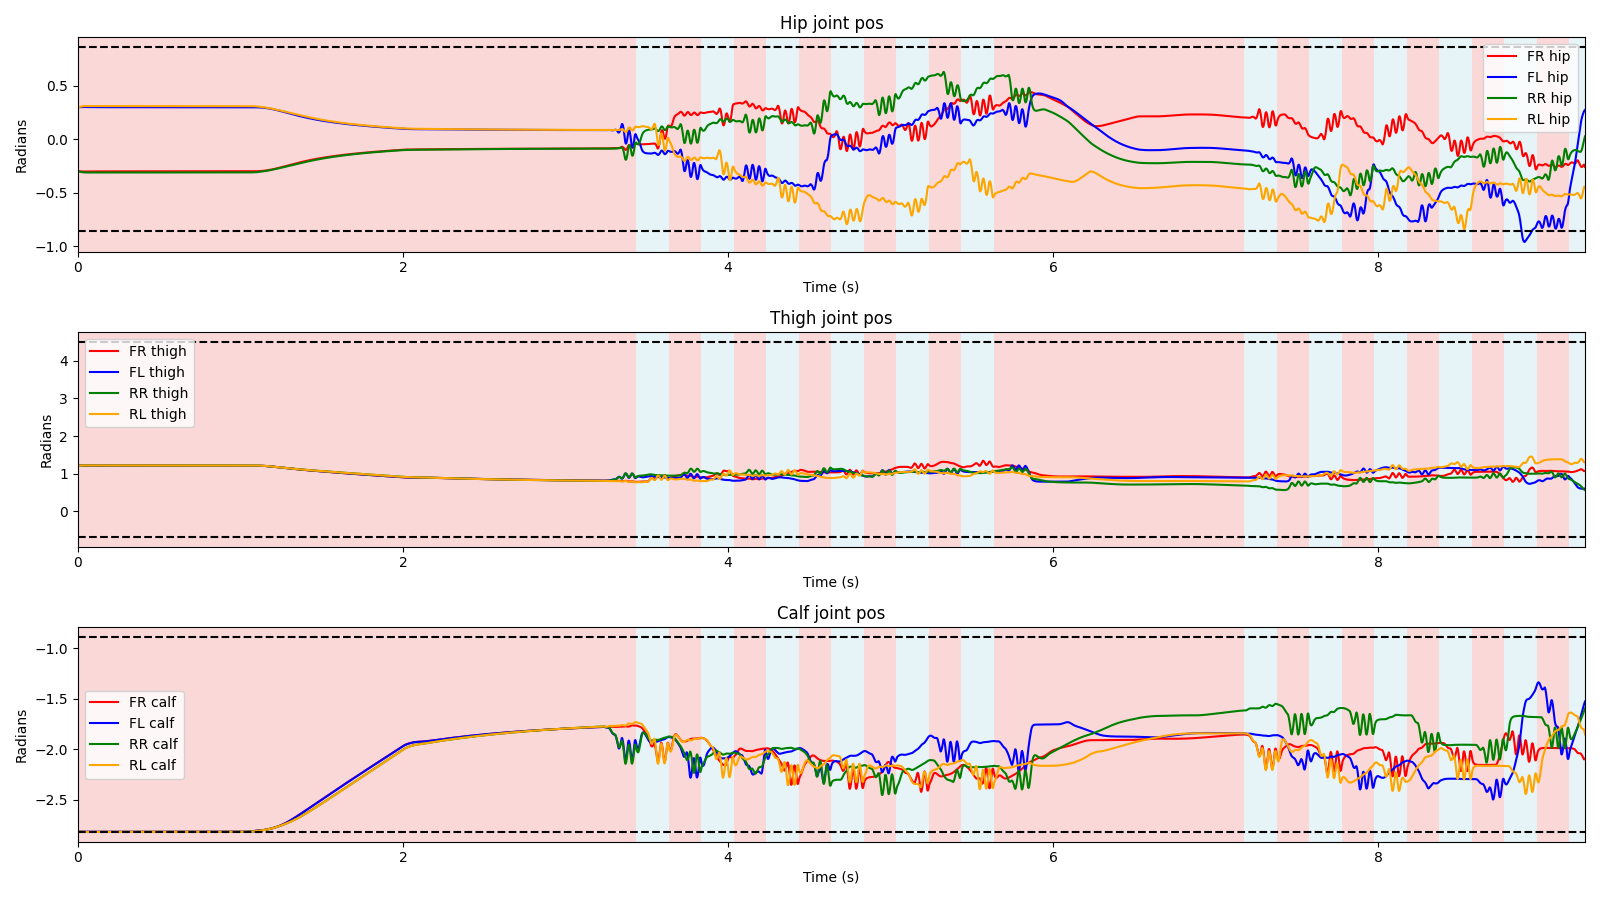 Hip joint pos
Radians
0.5
0.0
−0.5
−1.0
FR hip
FL hip
RR hip
RL hip
0 2 4 6 8
Time (s)
Thigh joint pos
Radians
4
3
2
1
0
FR thigh
FL thigh
RR thigh
RL thigh
0 2 4 6 8
Time (s)
Calf joint pos
Radians
−1.0
−1.5
−2.0
−2.5
FR calf
FL calf
RR calf
RL calf
0 2 4 6 8
Time (s)